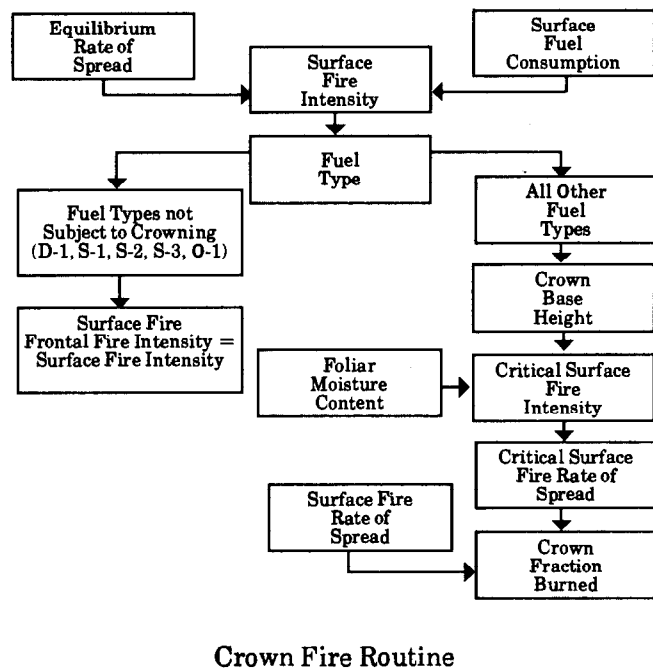 Equilibrium
Rate of
Spread
Surface
Fuel
Consumption
Surface
Fire
Intensity
Fuel
Type
Fuel Types not
Subject to Crowning
(D-1, S-1, S-2, S-3, O-1)
All Other
Fuel
Types
Surface Fire
Frontal Fire Intensity =
Surface Fire Intensity
Crown
Base
Height
Foliar
Moisture
Content
Critical Surface
Fire
Intensity
Critical Surface
Fire Rate of
Spread
Surface Fire
Rate of
Spread
Crown
Fraction
Burned
Crown Fire Routine